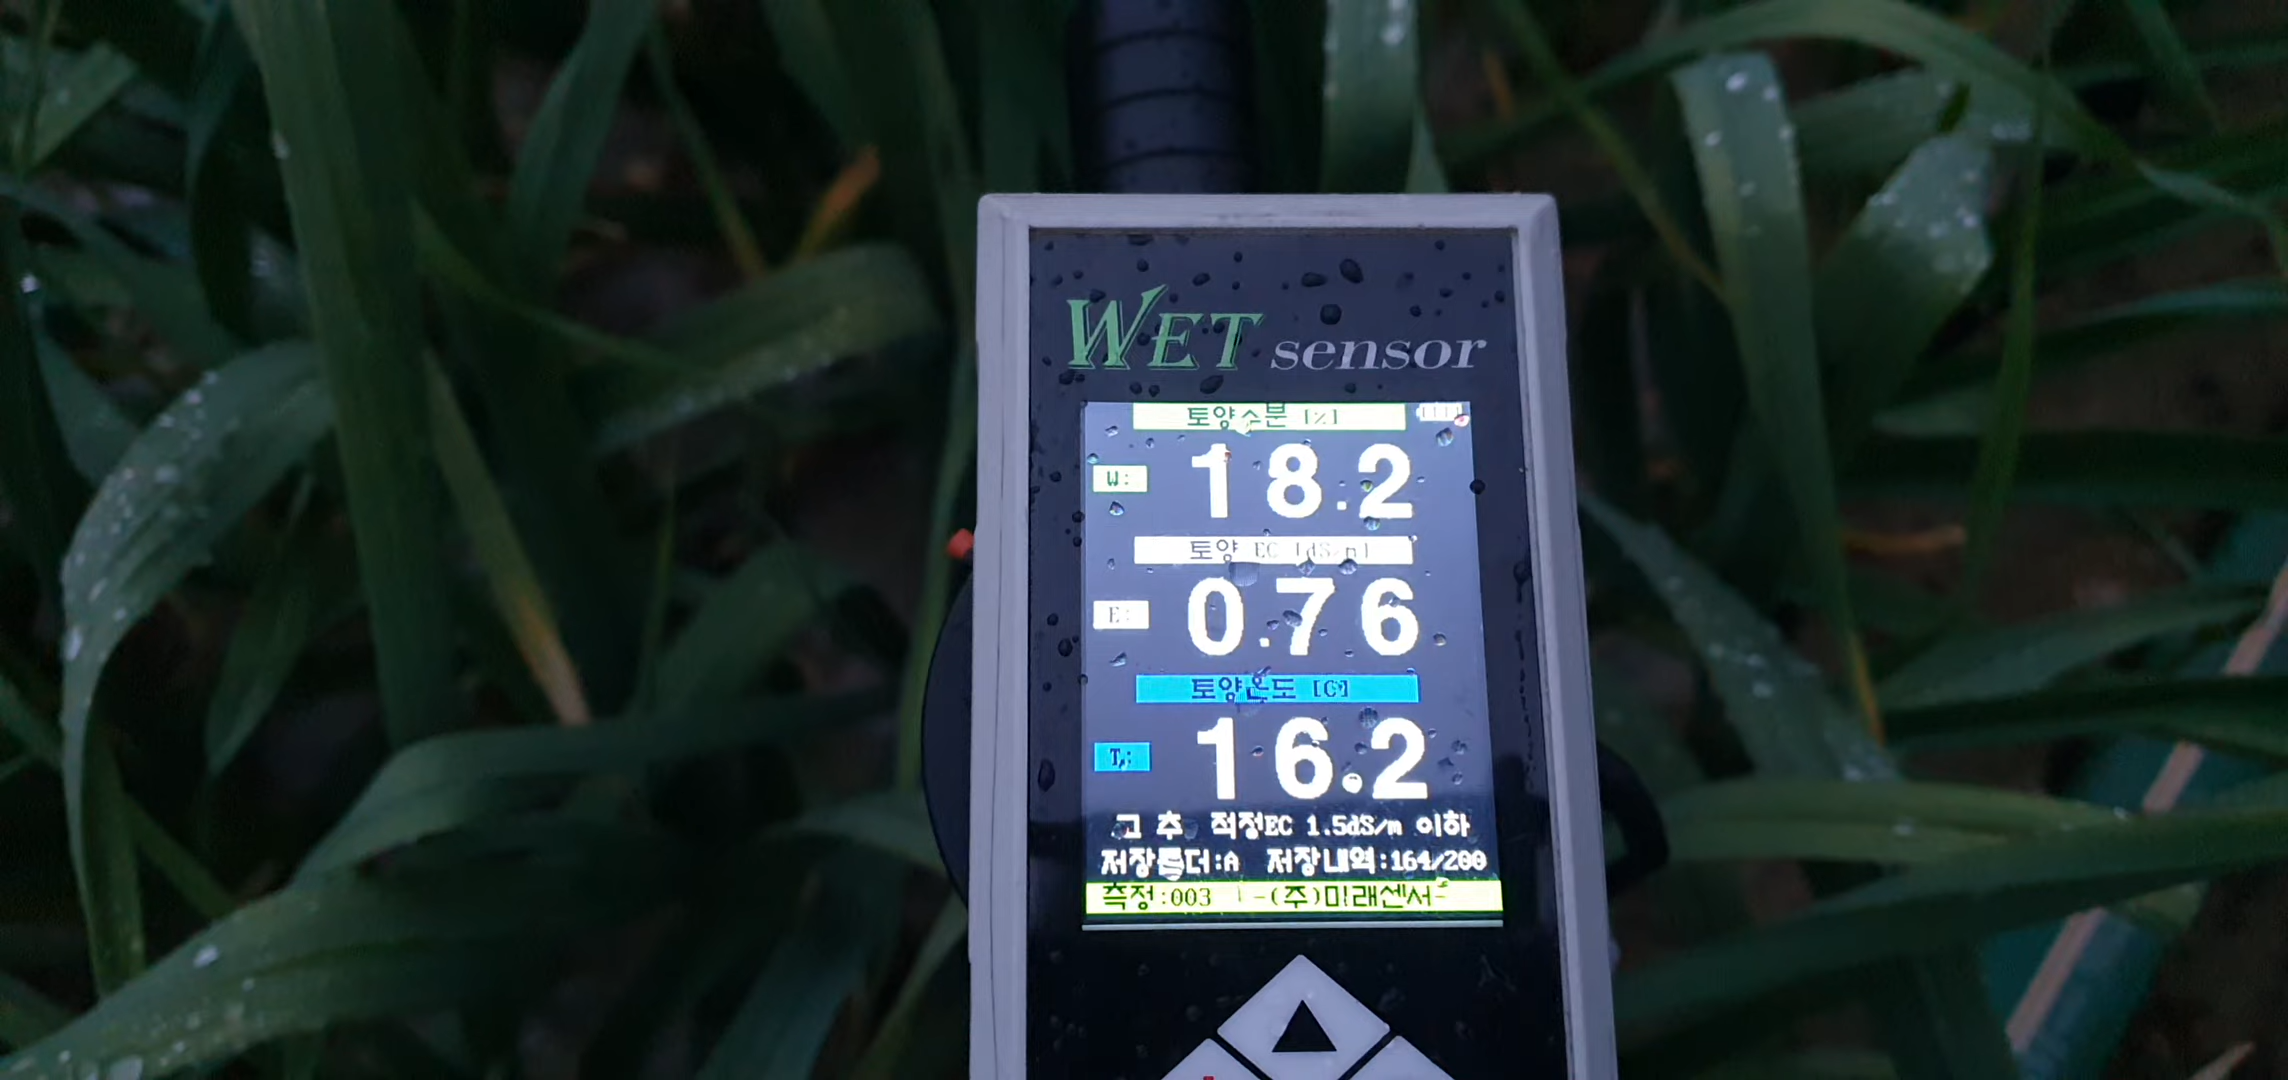 WET sensor
토양수분 [%]
W: 18.2
토양 EC [dS/m]
E: 0.76
토양온도 [C]
T: 16.2
고 추 적정EC 1.5dS/m 이하
저장폴더:A 저장내역:164/200
측정:003 -(주)미래센서-